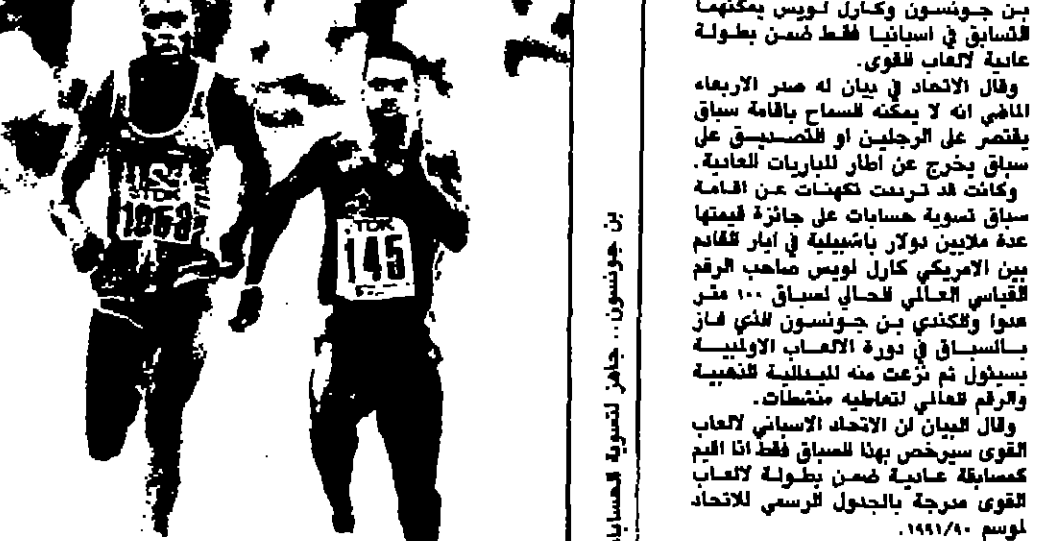 بن جونسون وكارل لويس يمكنهما
التسابق في اسبانيا فقط ضمن بطولة
عادية لالعاب القوى.
وقال الاتحاد في بيان له صدر الاربعاء
الماضي انه لا يمكنه السماح باقامة سباق
يقتصر على الرجلين او التصديق على
سباق يخرج عن اطار المباريات العادية.
وكانت قد ترددت تكهنات عن اقامة
سباق تسوية حسابات على جائزة قيمتها
عدة ملايين دولار باشبيلية في ايار القادم
بين الامريكي كارل لويس صاحب الرقم
القياسي العالمي الحالي لسباق ١٠٠ متر
عدوا والكندي بن جونسون الذي فاز
بالسباق في دورة الالعاب الاولمبية
بسيئول ثم نزعت منه الميدالية الذهبية
والرقم العالمي لتعاطيه منشطات.
وقال البيان ان الاتحاد الاسباني لالعاب
القوى سيرخص بهذا السباق فقط اذا اقيم
كمسابقة عادية ضمن بطولة لالعاب
القوى مدرجة بالجدول الرسمي للاتحاد
لموسم ١٩٩١/٩٠.
بن جونسون.. جاهز لتسوية الحسابات
TDK
1058
TDK
145